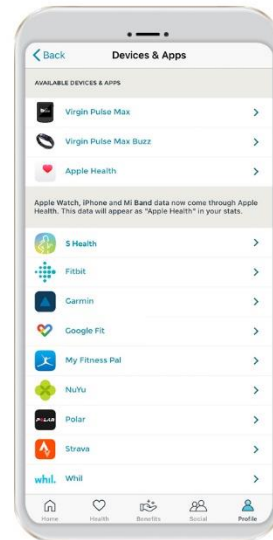 Back
Devices & Apps
AVAILABLE DEVICES & APPS
Virgin Pulse Max
Virgin Pulse Max Buzz
Apple Health
Apple Watch, iPhone and Mi Band data now come through Apple
Health. This data will appear as "Apple Health" in your stats.
S Health
Fitbit
Garmin
Google Fit
My Fitness Pal
NuYu
POLAR
Polar
Strava
whil.
Whil
Home
Health
Benefits
Social
Profile